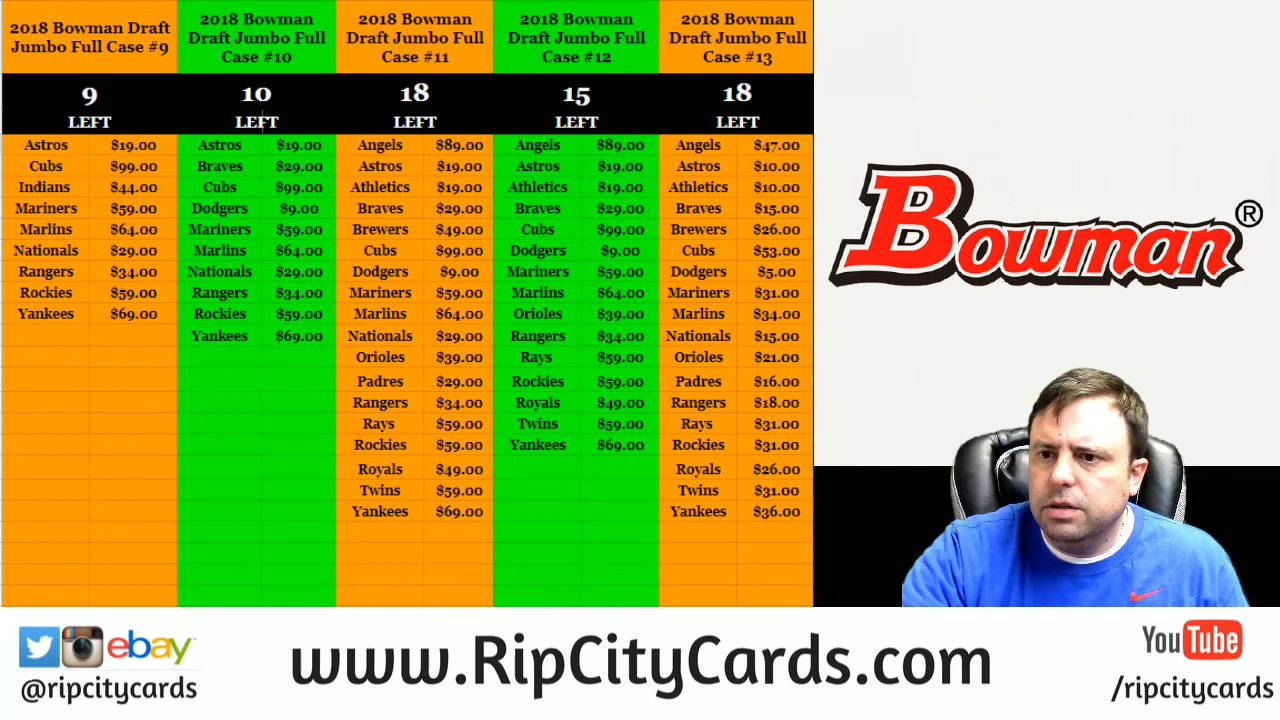 2018 Bowman Draft
Jumbo Full Case #9
2018 Bowman
Draft Jumbo Full
Case #10
2018 Bowman
Draft Jumbo Full
Case #11
2018 Bowman
Draft Jumbo Full
Case #12
2018 Bowman
Draft Jumbo Full
Case #13
9 10 18 15 18
LEFT LEFT LEFT LEFT LEFT
Astros $19.00 Astros $19.00 Angels $89.00 Angels $89.00 Angels $47.00
Cubs $99.00 Braves $29.00 Astros $19.00 Astros $19.00 Astros $10.00
Indians $44.00 Cubs $99.00 Athletics $19.00 Athletics $19.00 Athletics $10.00
Mariners $59.00 Dodgers $9.00 Braves $29.00 Braves $29.00 Braves $15.00
Marlins $64.00 Mariners $59.00 Brewers $49.00 Cubs $99.00 Brewers $26.00
Nationals $29.00 Marlins $64.00 Cubs $99.00 Dodgers $9.00 Cubs $53.00
Rangers $34.00 Nationals $29.00 Dodgers $9.00 Mariners $59.00 Dodgers $5.00
Rockies $59.00 Rangers $34.00 Mariners $59.00 Marlins $64.00 Mariners $31.00
Yankees $69.00 Rockies $59.00 Marlins $64.00 Orioles $39.00 Marlins $34.00
Yankees $69.00 Nationals $29.00 Rangers $34.00 Nationals $15.00
Orioles $39.00 Rays $59.00 Orioles $21.00
Padres $29.00 Rockies $59.00 Padres $16.00
Rangers $34.00 Royals $49.00 Rangers $18.00
Rays $59.00 Twins $59.00 Rays $31.00
Rockies $59.00 Yankees $69.00 Rockies $31.00
Royals $49.00 Royals $26.00
Twins $59.00 Twins $31.00
Yankees $69.00 Yankees $36.00
Bowman®
ebay™
@ripcitycards
www.RipCityCards.com
YouTube
/ripcitycards